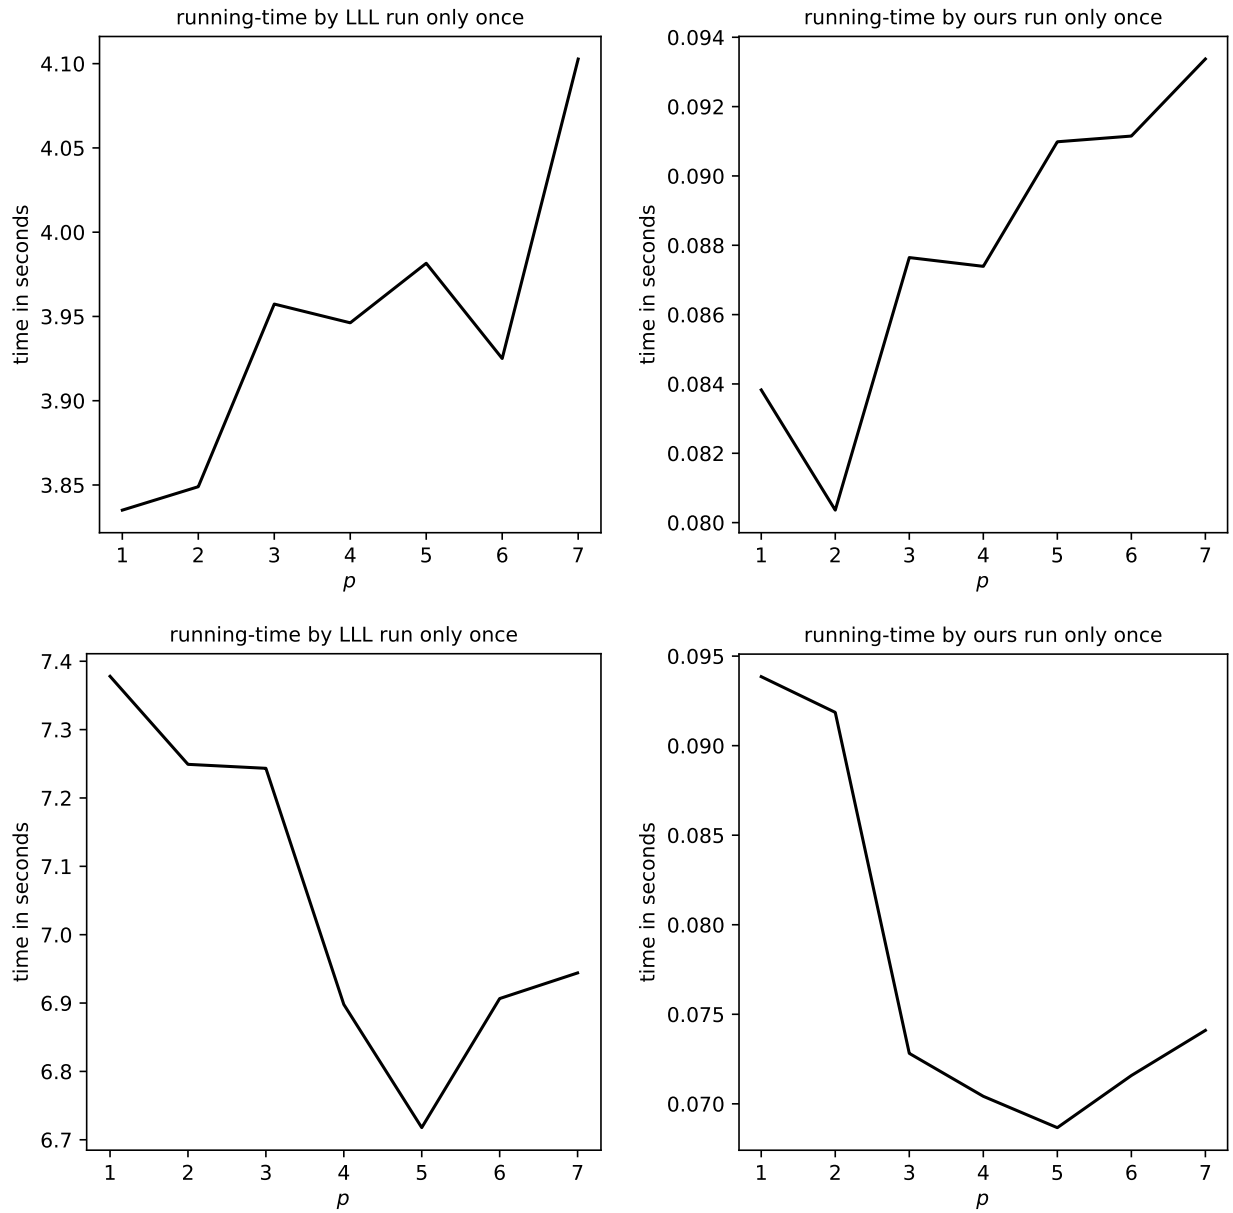 running-time by LLL run only once
4.10
4.05
4.00
3.95
3.90
3.85
time in seconds
1 2 3 4 5 6 7
p
running-time by ours run only once
0.094
0.092
0.090
0.088
0.086
0.084
0.082
0.080
time in seconds
1 2 3 4 5 6 7
p
running-time by LLL run only once
7.4
7.3
7.2
7.1
7.0
6.9
6.8
6.7
time in seconds
1 2 3 4 5 6 7
p
running-time by ours run only once
0.095
0.090
0.085
0.080
0.075
0.070
time in seconds
1 2 3 4 5 6 7
p